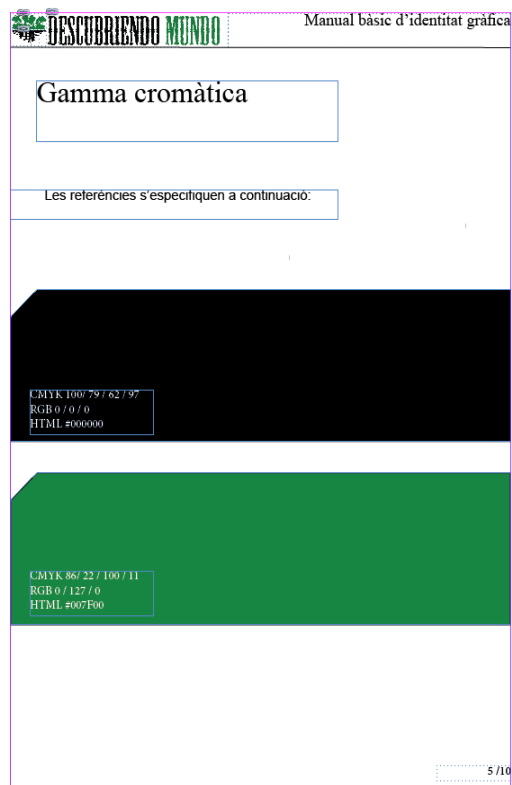 DESCUBRIENDO MUNDO
Manual bàsic d'identitat gràfica
Gamma cromàtica
Les referéncies s'especifiquen a continuació:
CMYK 100/ 79 / 62 / 97
RGB 0 / 0 / 0
HTML #000000
CMYK 86/ 22 / 100 / 11
RGB 0 / 127 / 0
HTML #007F00
5 /10